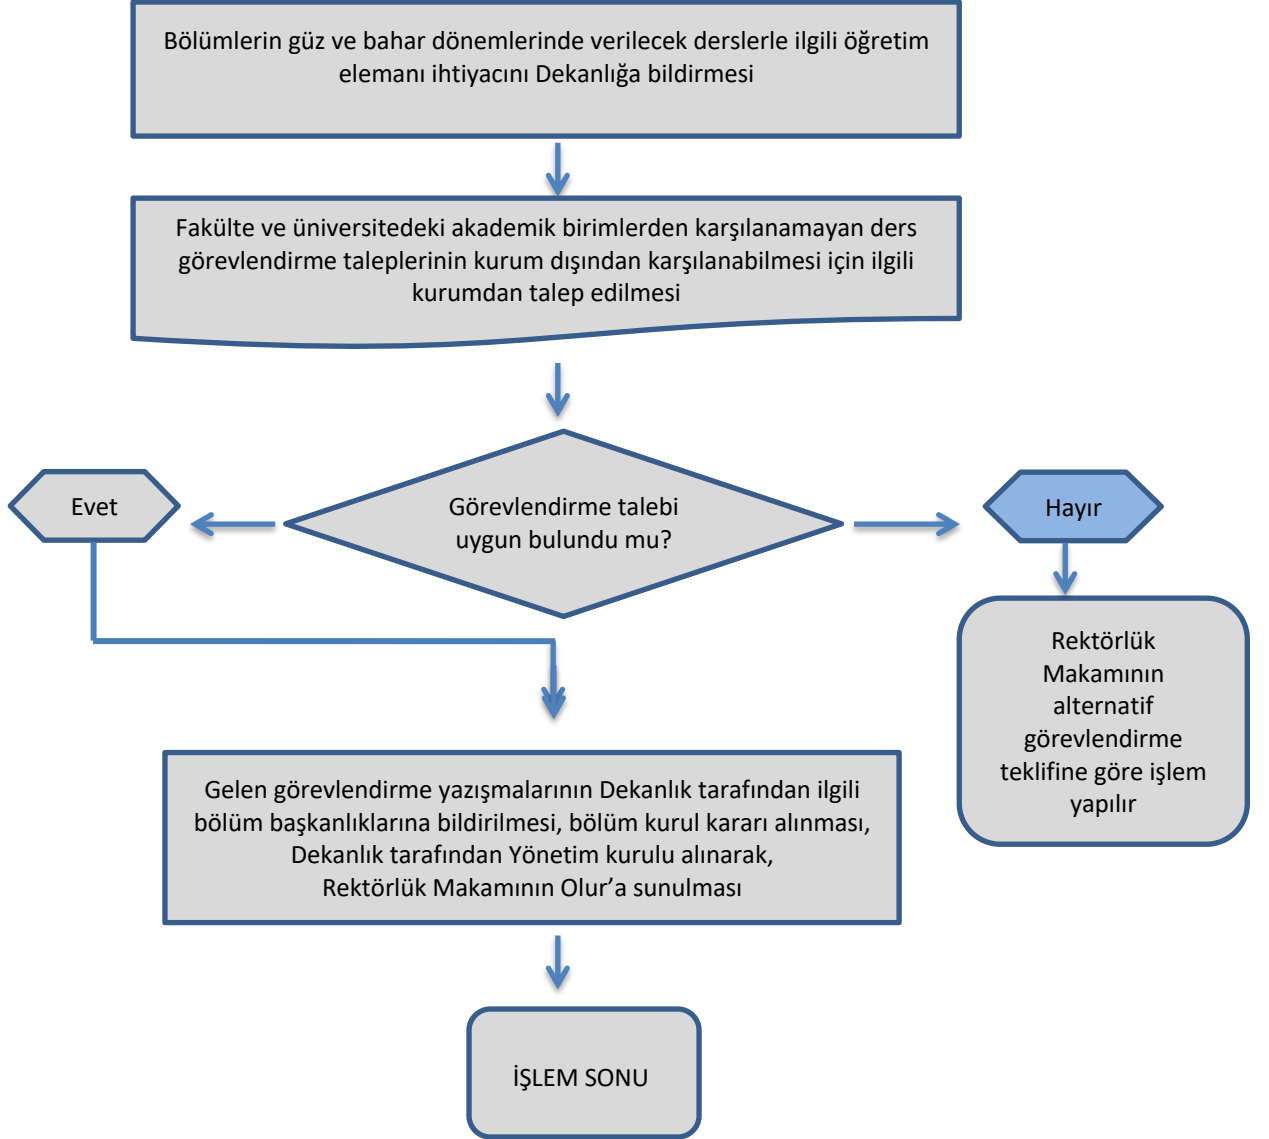 Bölümlerin güz ve bahar dönemlerinde verilecek derslerle ilgili öğretim
elemanı ihtiyacını Dekanlığa bildirmesi
Fakülte ve üniversitedeki akademik birimlerden karşılanamayan ders
görevlendirme taleplerinin kurum dışından karşılanabilmesi için ilgili
kurumdan talep edilmesi
Görevlendirme talebi
uygun bulundu mu?
Evet
Hayır
Rektörlük
Makamının
alternatif
görevlendirme
teklifine göre işlem
yapılır
Gelen görevlendirme yazışmalarının Dekanlık tarafından ilgili
bölüm başkanlıklarına bildirilmesi, bölüm kurul kararı alınması,
Dekanlık tarafından Yönetim kurulu alınarak,
Rektörlük Makamının Olur’a sunulması
İŞLEM SONU